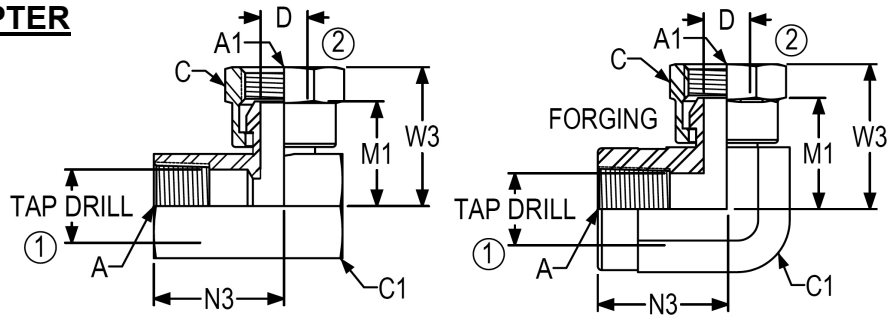 PTER
D
A1
②
C
W3
M1
TAP DRILL
①
A
N3
C1
D
A1
②
C
FORGING
W3
M1
TAP DRILL
①
A
N3
C1